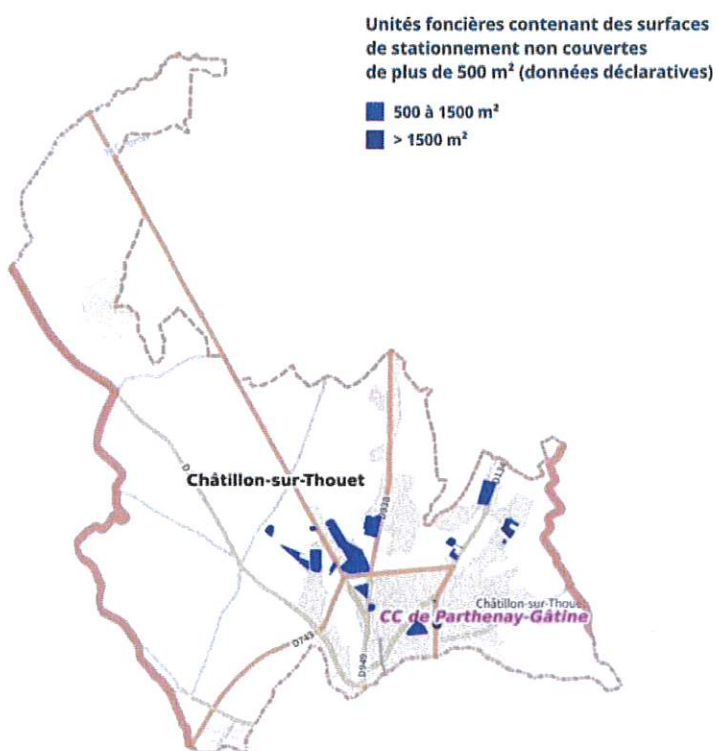 Unités foncières contenant des surfaces
de stationnement non couvertes
de plus de 500 m² (données déclaratives)
500 à 1500 m²
> 1500 m²
Châtillon-sur-Thouet
D938
D134
Châtillon-sur-Thouet
CC de Parthenay-Gâtine
D743
D949